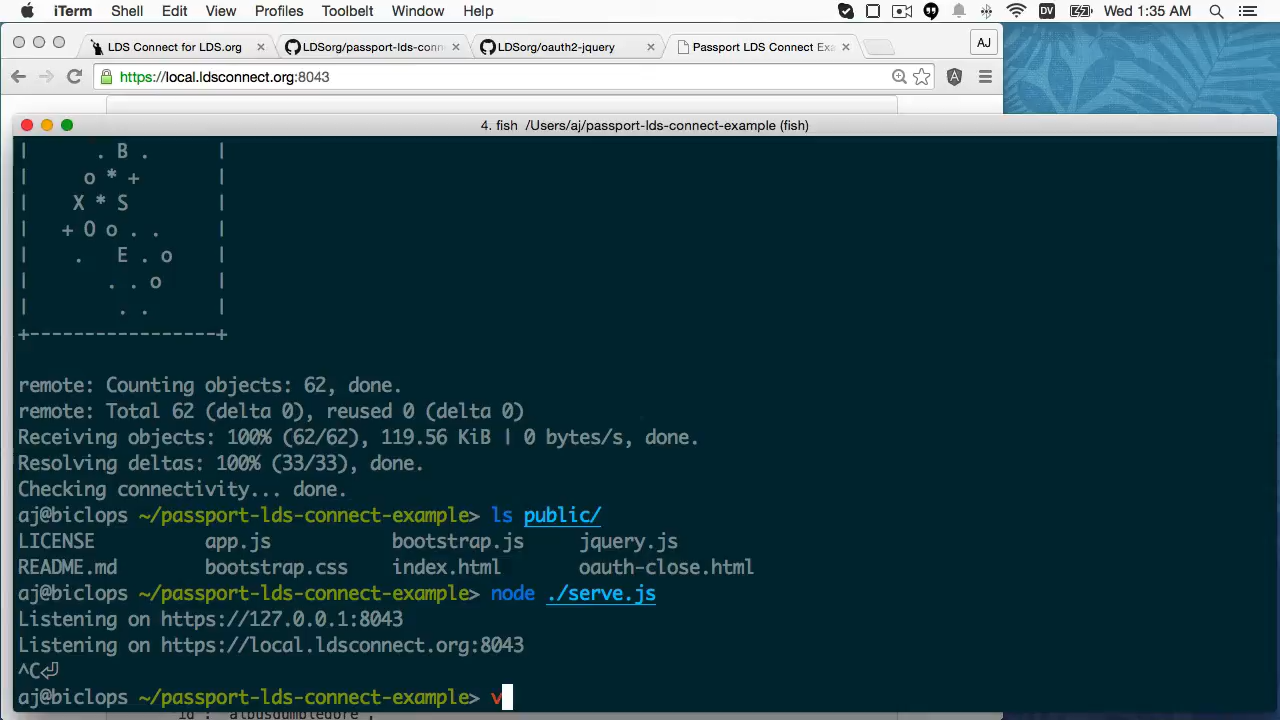 iTerm Shell Edit View Profiles Toolbelt Window Help DV Wed 1:35 AM
LDS Connect for LDS.org × LDSorg/passport-lds-conn × LDSorg/oauth2-jquery × Passport LDS Connect Exa × AJ
https://local.ldsconnect.org:8043
4. fish /Users/aj/passport-lds-connect-example (fish)
| . B . |
| o * + |
| X * S |
| + O o . . |
| . E . o |
| . . o |
| . . |
+-----------------+
remote: Counting objects: 62, done.
remote: Total 62 (delta 0), reused 0 (delta 0)
Receiving objects: 100% (62/62), 119.56 KiB | 0 bytes/s, done.
Resolving deltas: 100% (33/33), done.
Checking connectivity... done.
aj@biclops ~/passport-lds-connect-example> ls public/
LICENSE app.js bootstrap.js jquery.js
README.md bootstrap.css index.html oauth-close.html
aj@biclops ~/passport-lds-connect-example> node ./serve.js
Listening on https://127.0.0.1:8043
Listening on https://local.ldsconnect.org:8043
^C⏎
aj@biclops ~/passport-lds-connect-example> v